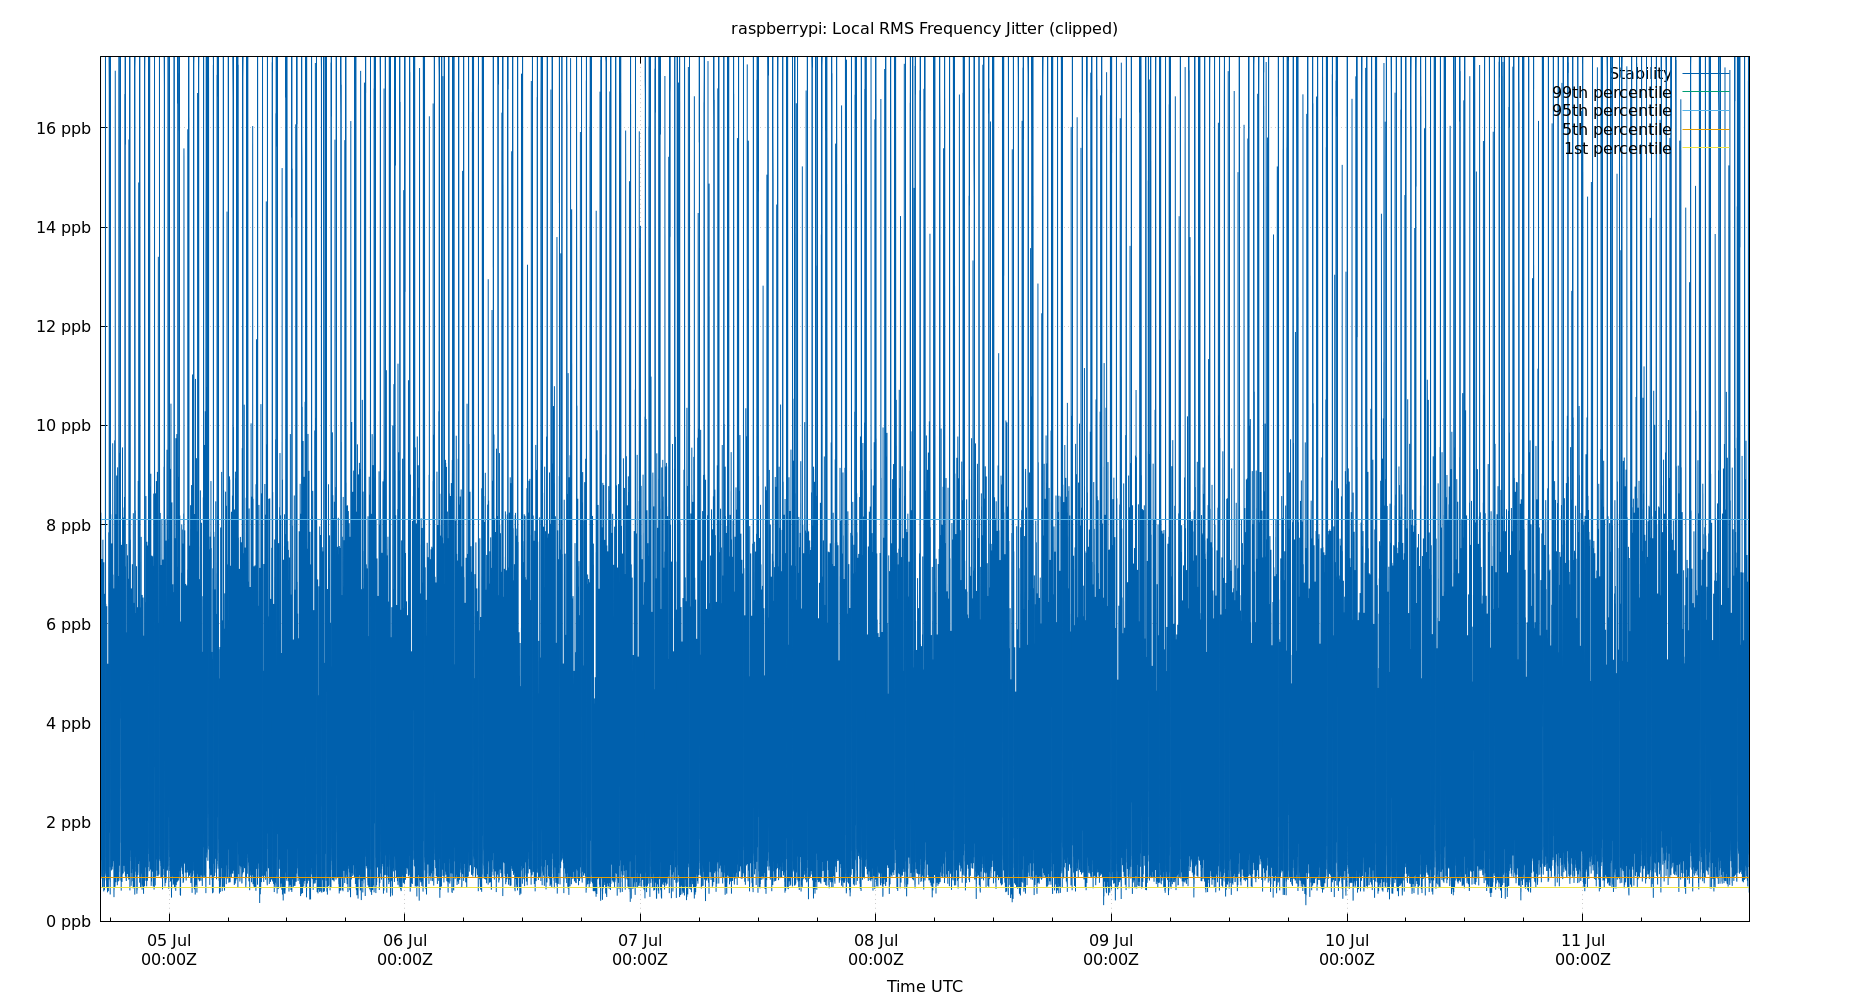 raspberrypi: Local RMS Frequency Jitter (clipped)
Stability
99th percentile
95th percentile
5th percentile
1st percentile
16 ppb
14 ppb
12 ppb
10 ppb
8 ppb
6 ppb
4 ppb
2 ppb
0 ppb
05 Jul 06 Jul 07 Jul 08 Jul 09 Jul 10 Jul 11 Jul
00:00Z 00:00Z 00:00Z 00:00Z 00:00Z 00:00Z 00:00Z
Time UTC